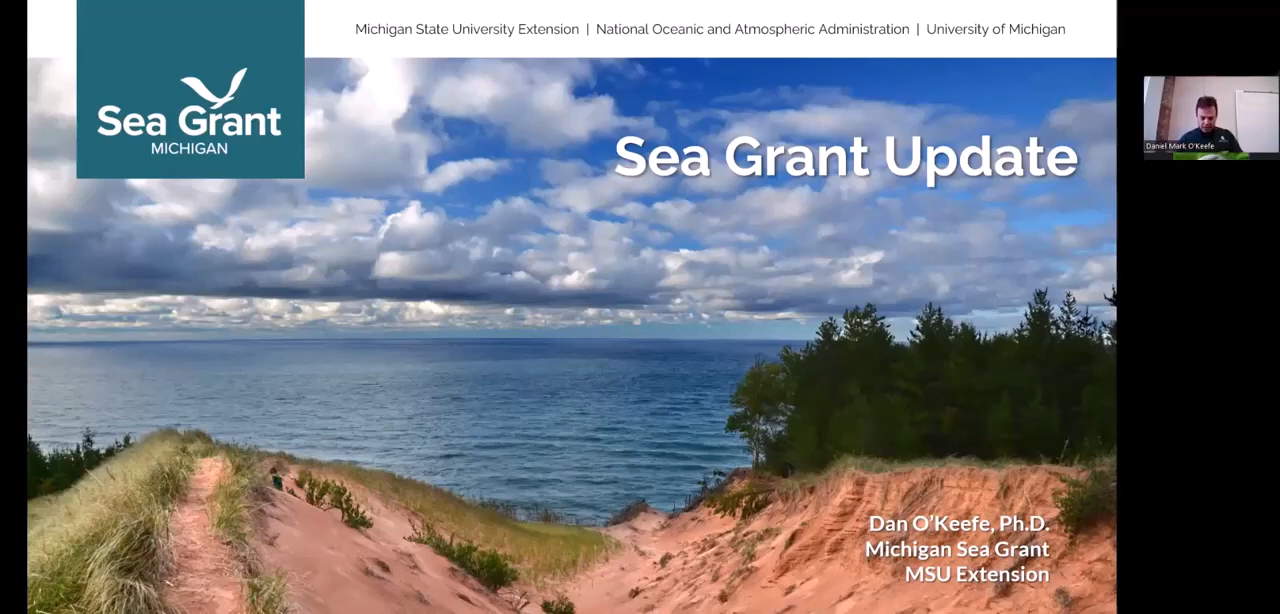 Michigan State University Extension | National Oceanic and Atmospheric Administration | University of Michigan
Sea Grant
MICHIGAN
Sea Grant Update
Daniel Mark O'Keefe
Dan O'Keefe, Ph.D.
Michigan Sea Grant
MSU Extension